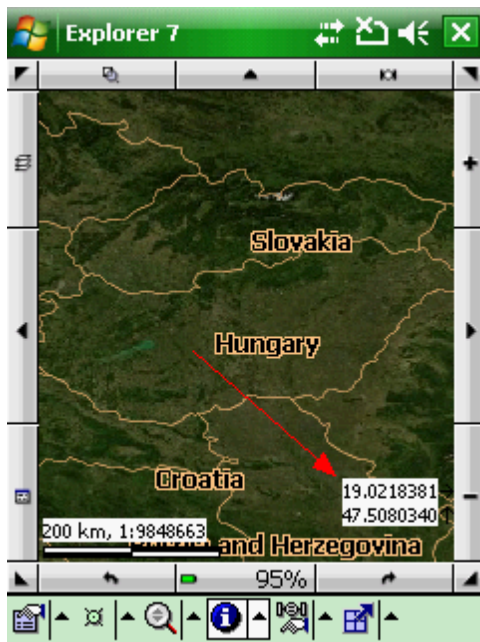 Explorer 7
Slovakia
Hungary
Croatia
19.0218381
47.5080340
200 km, 1:9848663
and Herzegovina
95%